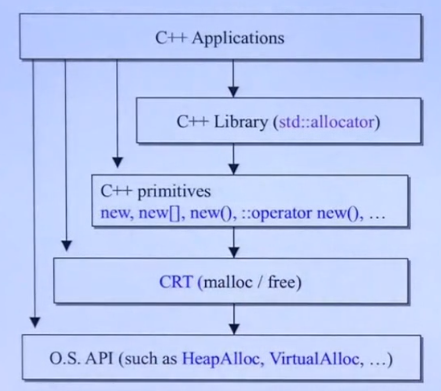 C++ Applications
C++ Library (std::allocator)
C++ primitives
new, new[], new(), ::operator new(), …
CRT (malloc / free)
O.S. API (such as HeapAlloc, VirtualAlloc, …)